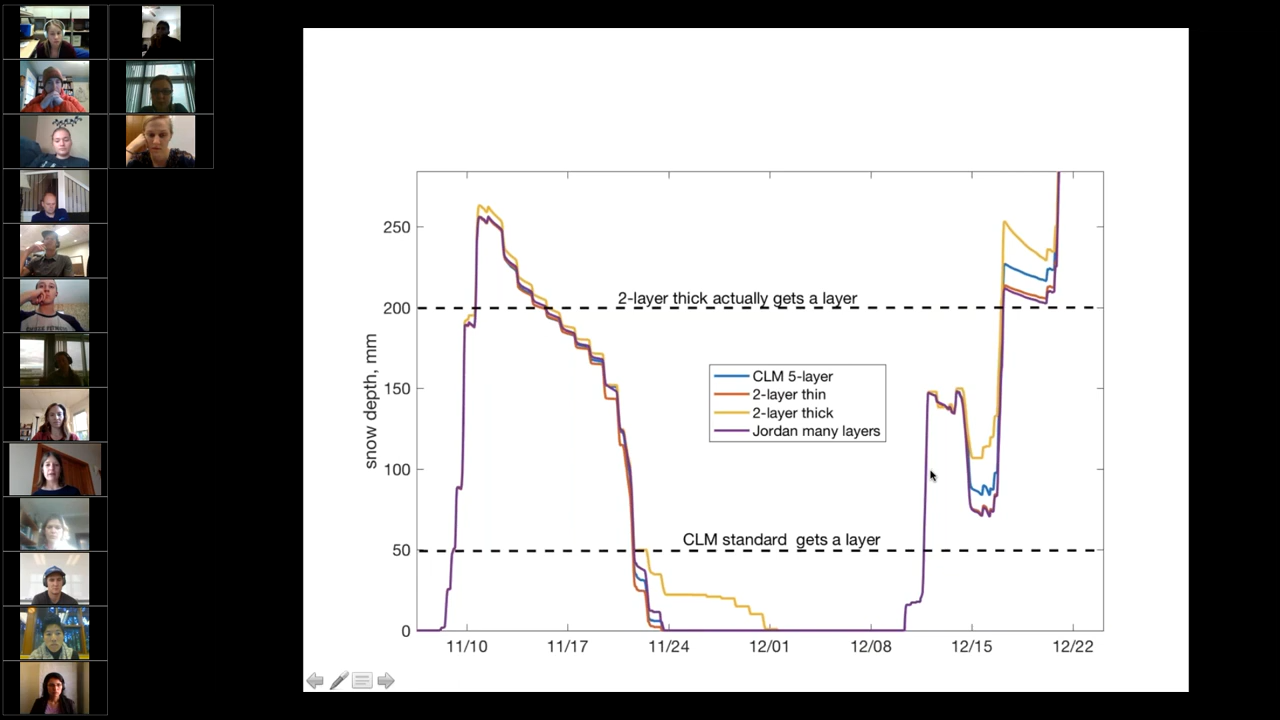 250
200
150
100
50
0
snow depth, mm
2-layer thick actually gets a layer
CLM 5-layer
2-layer thin
2-layer thick
Jordan many layers
CLM standard gets a layer
11/10
11/17
11/24
12/01
12/08
12/15
12/22